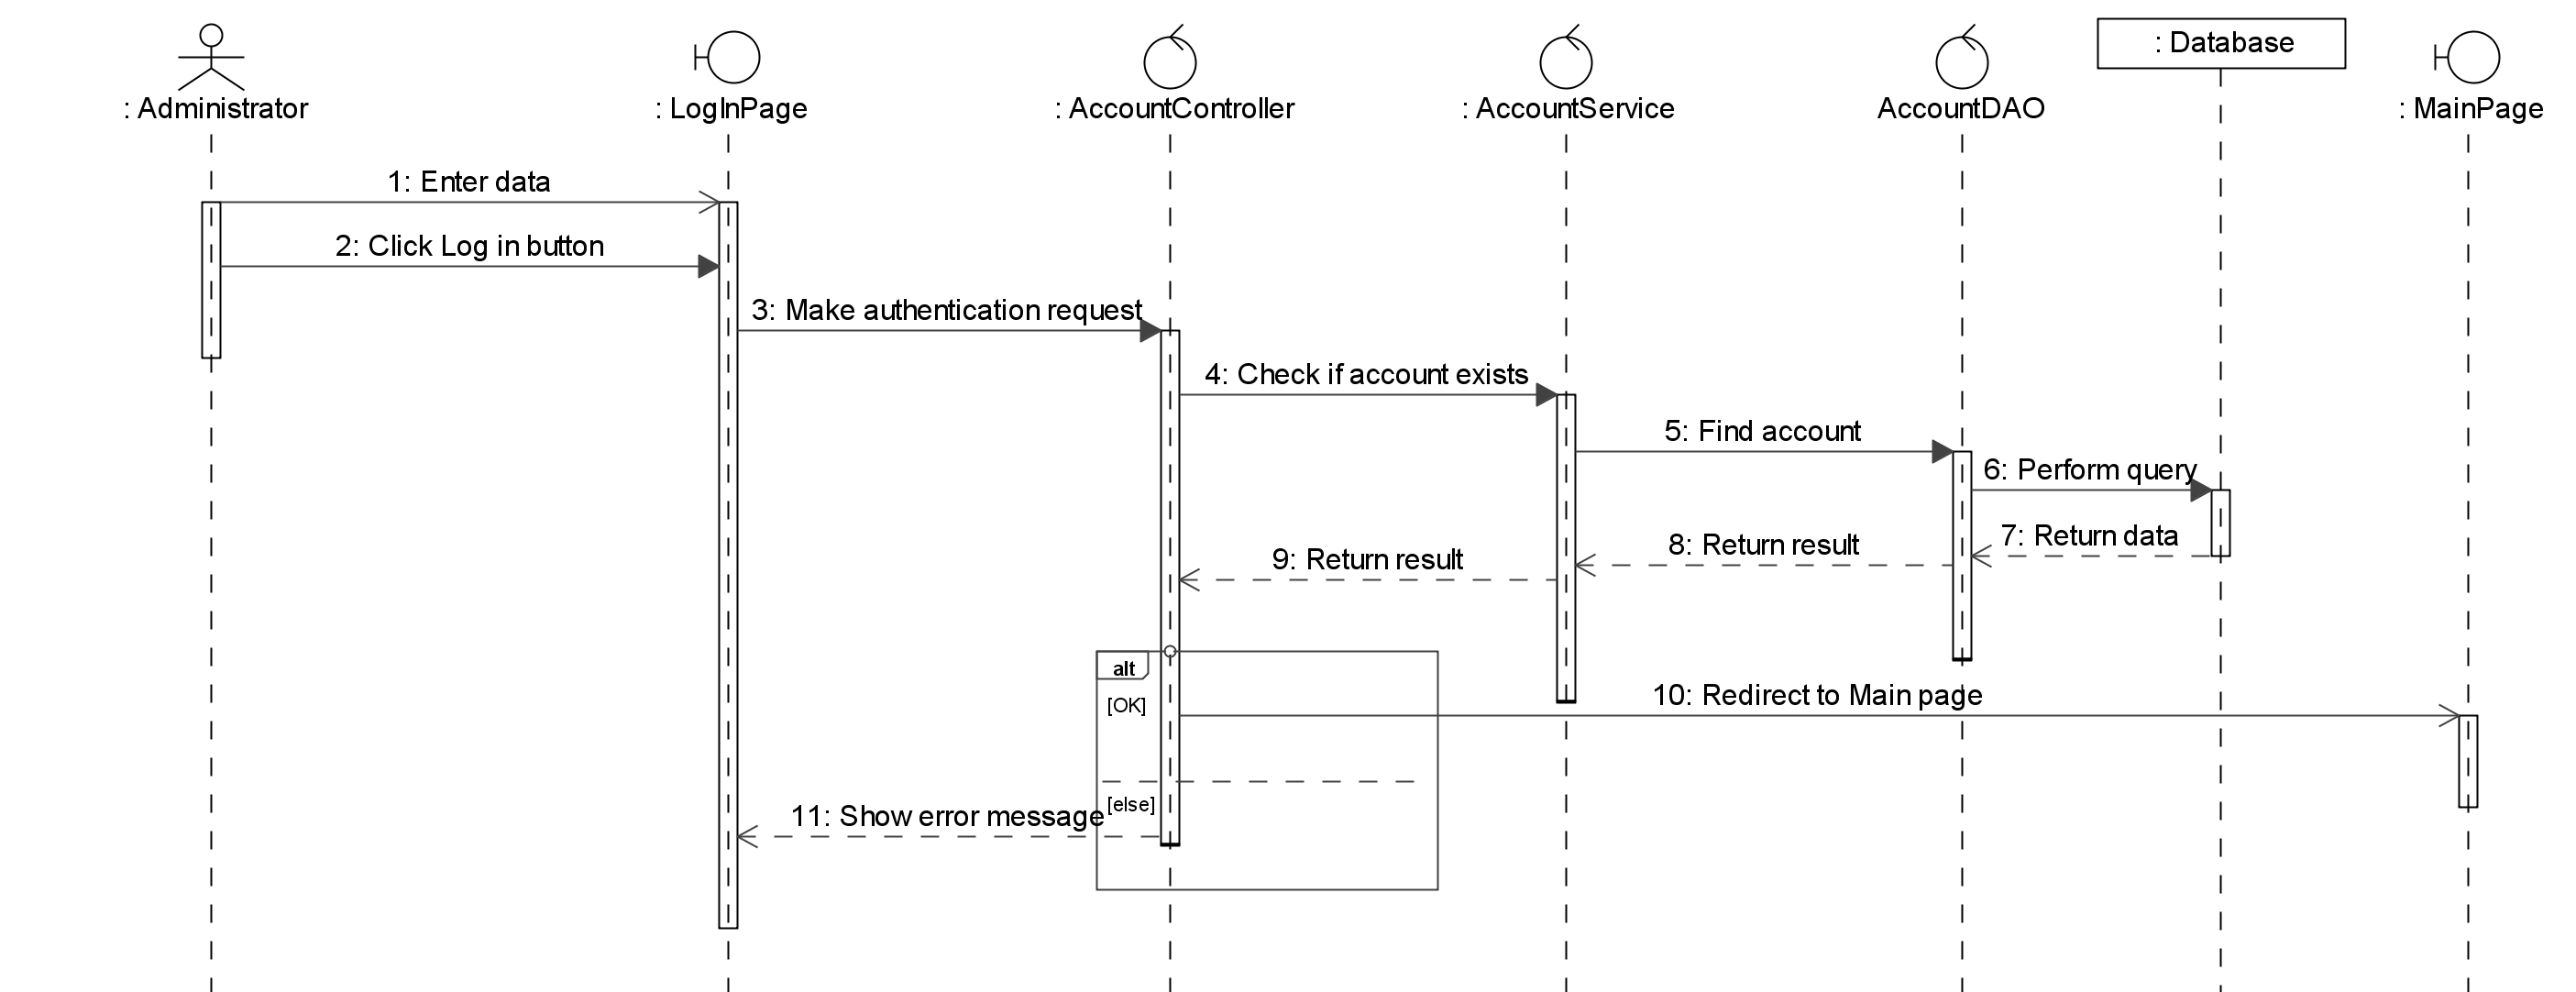 : Administrator
: LogInPage
: AccountController
: AccountService
AccountDAO
: Database
: MainPage
1: Enter data
2: Click Log in button
3: Make authentication request
4: Check if account exists
5: Find account
6: Perform query
7: Return data
8: Return result
9: Return result
alt
[OK]
10: Redirect to Main page
[else]
11: Show error message